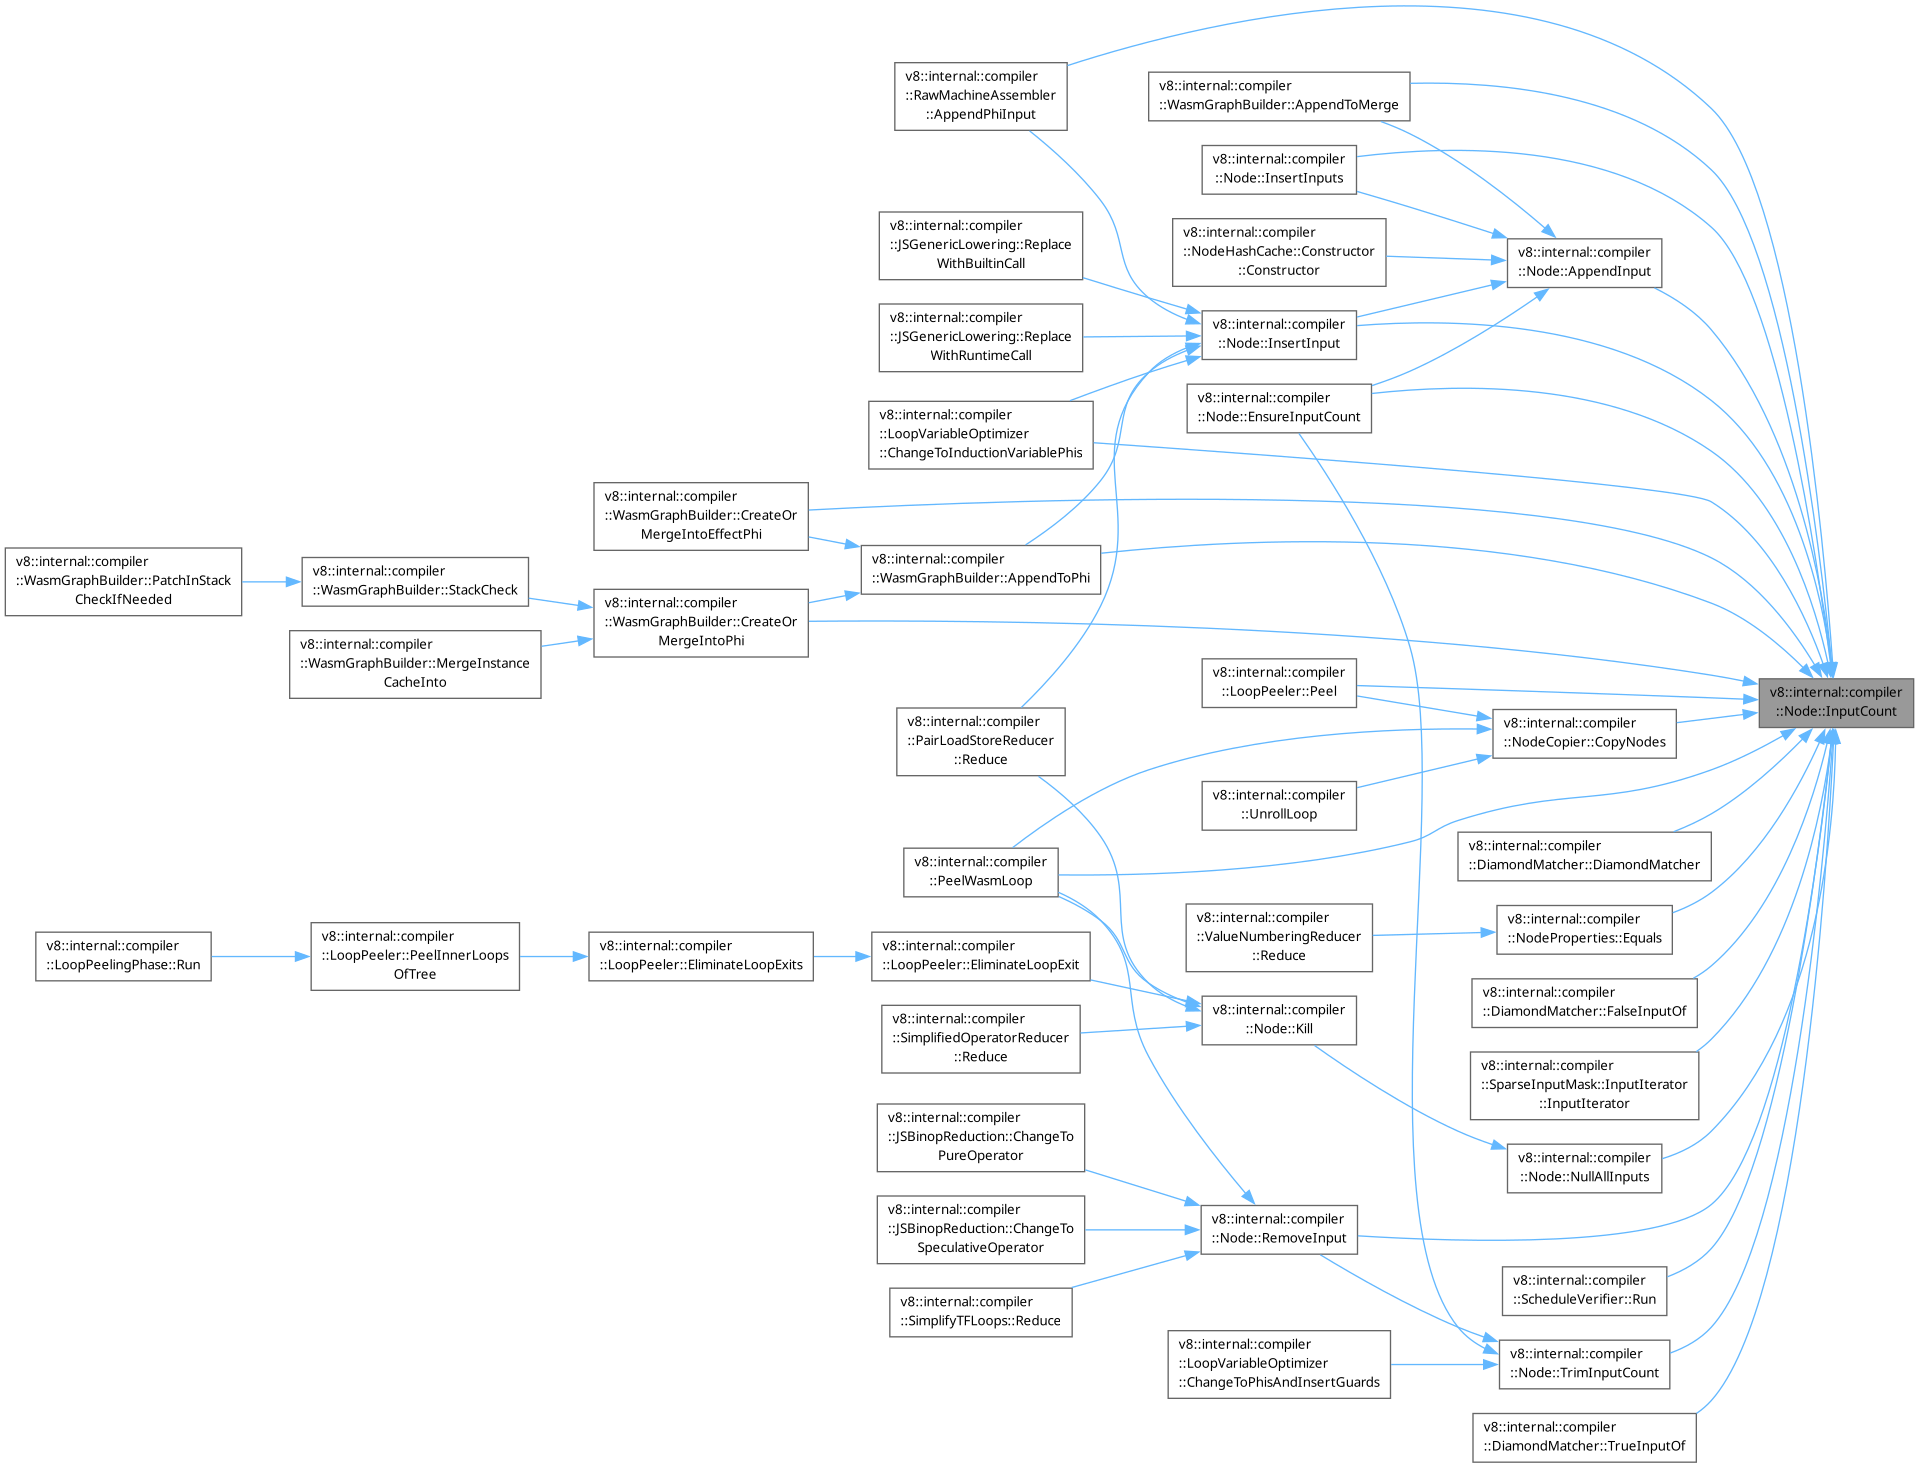 v8::internal::compiler
::RawMachineAssembler
::AppendPhiInput
v8::internal::compiler
::WasmGraphBuilder::AppendToMerge
v8::internal::compiler
::Node::InsertInputs
v8::internal::compiler
::JSGenericLowering::Replace
WithBuiltinCall
v8::internal::compiler
::NodeHashCache::Constructor
::Constructor
v8::internal::compiler
::Node::AppendInput
v8::internal::compiler
::JSGenericLowering::Replace
WithRuntimeCall
v8::internal::compiler
::Node::InsertInput
v8::internal::compiler
::Node::EnsureInputCount
v8::internal::compiler
::LoopVariableOptimizer
::ChangeToInductionVariablePhis
v8::internal::compiler
::WasmGraphBuilder::CreateOr
MergeIntoEffectPhi
v8::internal::compiler
::WasmGraphBuilder::PatchInStack
CheckIfNeeded
v8::internal::compiler
::WasmGraphBuilder::StackCheck
v8::internal::compiler
::WasmGraphBuilder::AppendToPhi
v8::internal::compiler
::WasmGraphBuilder::CreateOr
MergeIntoPhi
v8::internal::compiler
::WasmGraphBuilder::MergeInstance
CacheInto
v8::internal::compiler
::LoopPeeler::Peel
v8::internal::compiler
::Node::InputCount
v8::internal::compiler
::PairLoadStoreReducer
::Reduce
v8::internal::compiler
::NodeCopier::CopyNodes
v8::internal::compiler
::UnrollLoop
v8::internal::compiler
::DiamondMatcher::DiamondMatcher
v8::internal::compiler
::PeelWasmLoop
v8::internal::compiler
::ValueNumberingReducer
::Reduce
v8::internal::compiler
::NodeProperties::Equals
v8::internal::compiler
::LoopPeelingPhase::Run
v8::internal::compiler
::LoopPeeler::PeelInnerLoops
OfTree
v8::internal::compiler
::LoopPeeler::EliminateLoopExits
v8::internal::compiler
::LoopPeeler::EliminateLoopExit
v8::internal::compiler
::DiamondMatcher::FalseInputOf
v8::internal::compiler
::Node::Kill
v8::internal::compiler
::SimplifiedOperatorReducer
::Reduce
v8::internal::compiler
::SparseInputMask::InputIterator
::InputIterator
v8::internal::compiler
::JSBinopReduction::ChangeTo
PureOperator
v8::internal::compiler
::Node::NullAllInputs
v8::internal::compiler
::JSBinopReduction::ChangeTo
SpeculativeOperator
v8::internal::compiler
::Node::RemoveInput
v8::internal::compiler
::ScheduleVerifier::Run
v8::internal::compiler
::SimplifyTFLoops::Reduce
v8::internal::compiler
::LoopVariableOptimizer
::ChangeToPhisAndInsertGuards
v8::internal::compiler
::Node::TrimInputCount
v8::internal::compiler
::DiamondMatcher::TrueInputOf